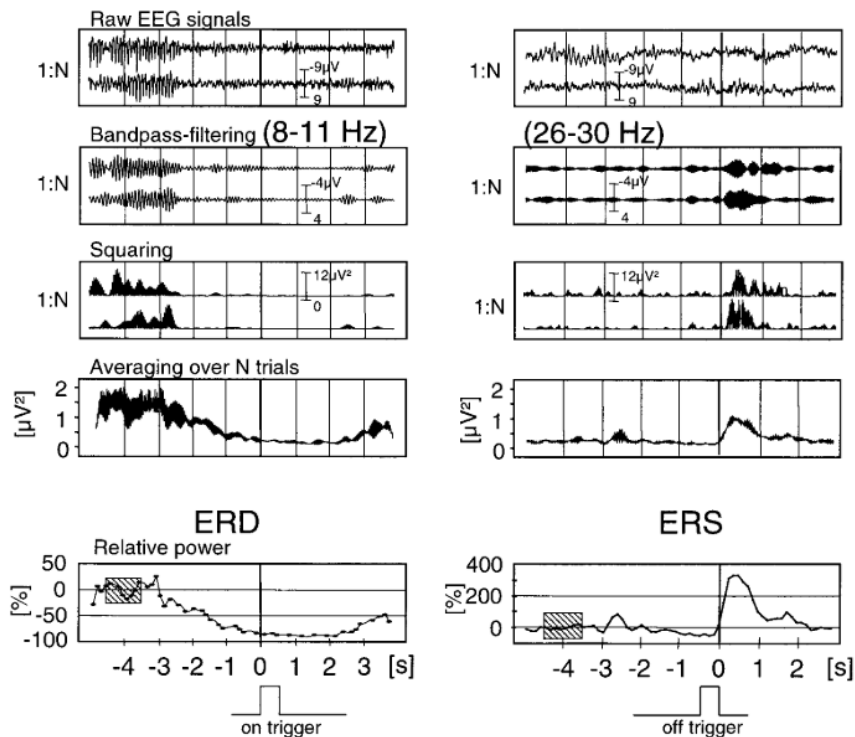 Raw EEG signals
1:N
-9μV
9
1:N
-9μV
9
Bandpass-filtering (8-11 Hz)
(26-30 Hz)
1:N
-4μV
4
1:N
-4μV
4
Squaring
1:N
12μV²
0
1:N
12μV²
Averaging over N trials
[μV²]
2
1
0
[μV²]
2
1
0
ERD
ERS
Relative power
[%]
50
0
-50
-100
[%]
400
200
0
-4 -3 -2 -1 0 1 2 3 [s]
-4 -3 -2 -1 0 1 2 [s]
on trigger
off trigger